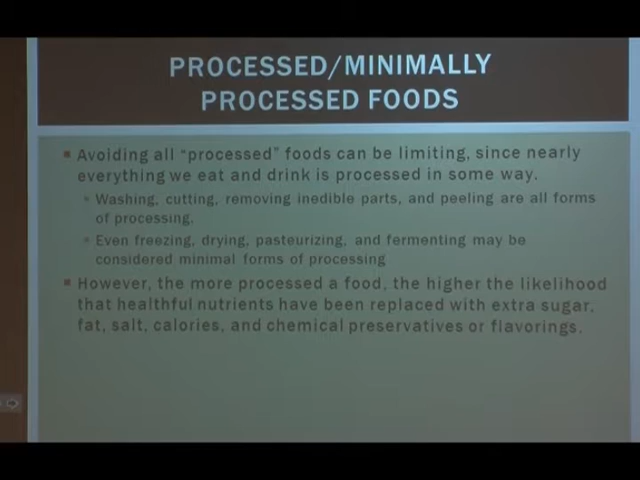 PROCESSED/MINIMALLY
PROCESSED FOODS
Avoiding all “processed” foods can be limiting, since nearly
everything we eat and drink is processed in some way.
Washing, cutting, removing inedible parts, and peeling are all forms
of processing.
Even freezing, drying, pasteurizing, and fermenting may be
considered minimal forms of processing
However, the more processed a food, the higher the likelihood
that healthful nutrients have been replaced with extra sugar,
fat, salt, calories, and chemical preservatives or flavorings.